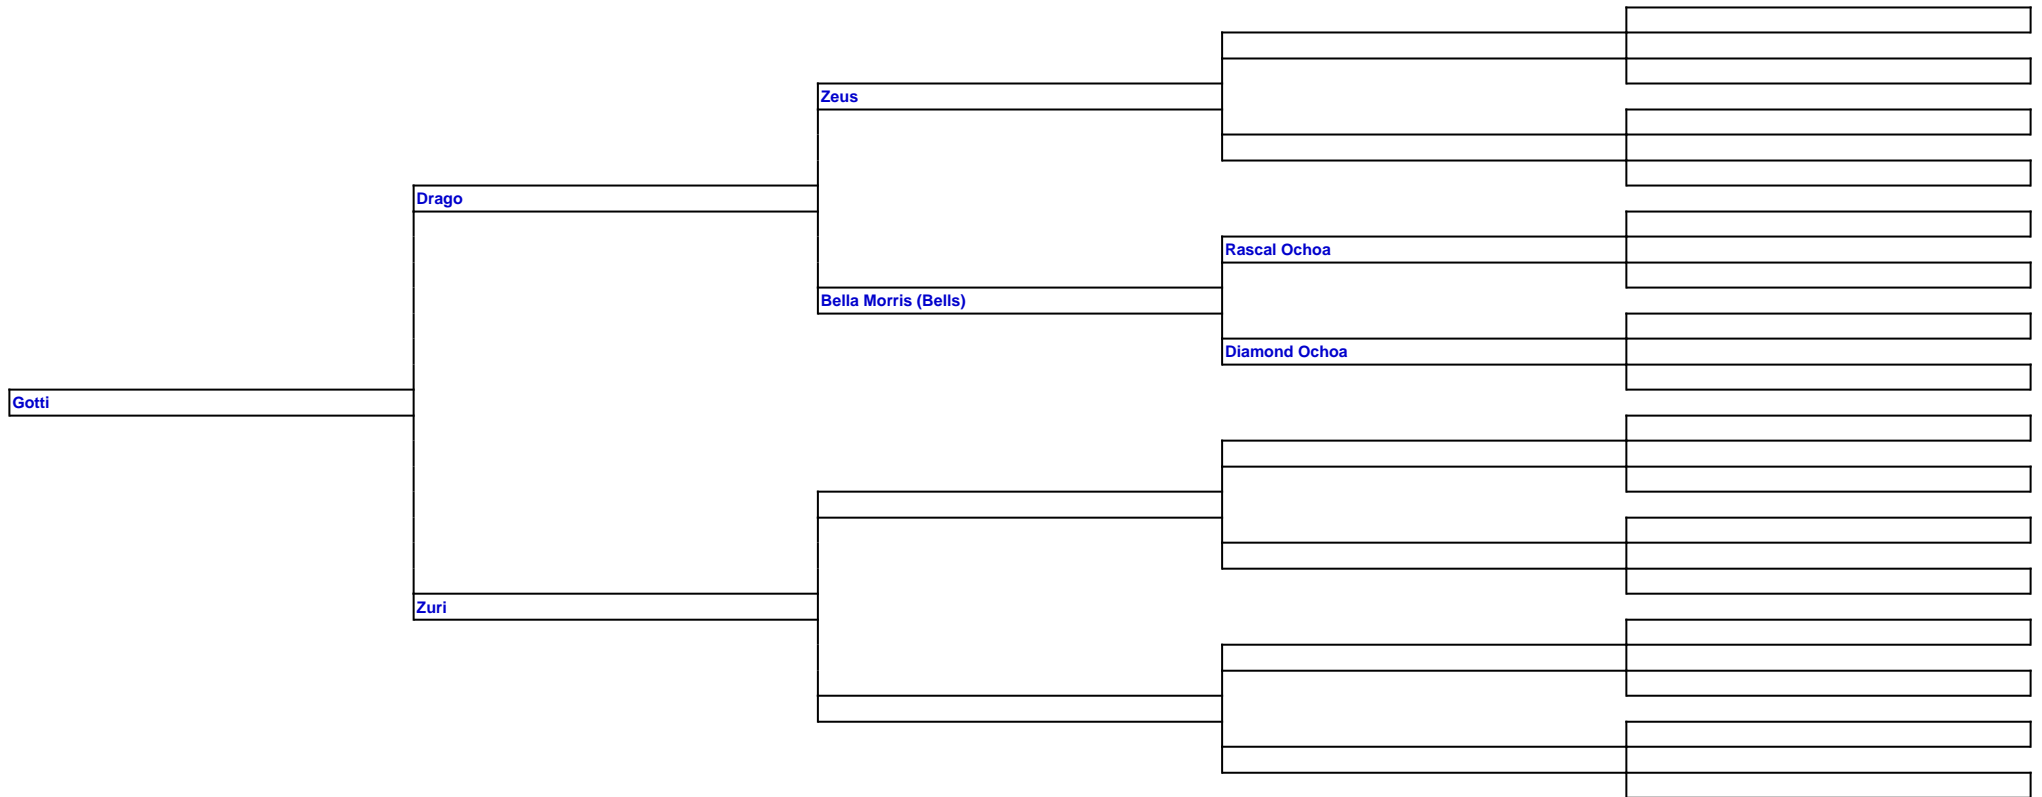 Zeus
Drago
Rascal Ochoa
Bella Morris (Bells)
Diamond Ochoa
Gotti
Zuri